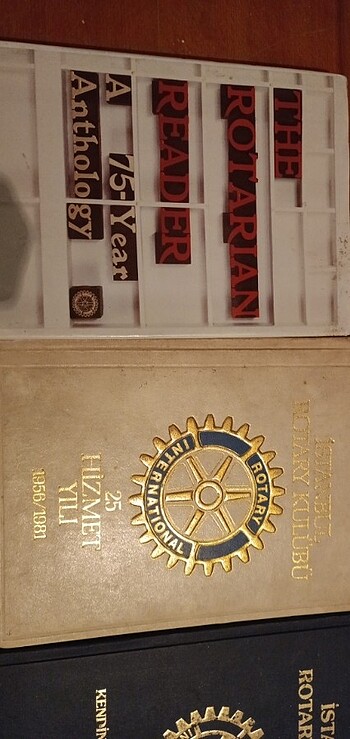 THE
ROTARIAN
READER
A 75-Year
Anthology
İSTANBUL
ROTARY KULÜBÜ
ROTARY
INTERNATIONAL
25
HİZMET
YILI
1956/1981
İSTA
ROTAR